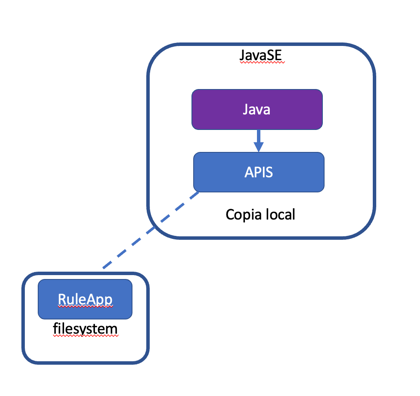 JavaSE
Java
APIS
Copia local
RuleApp
filesystem